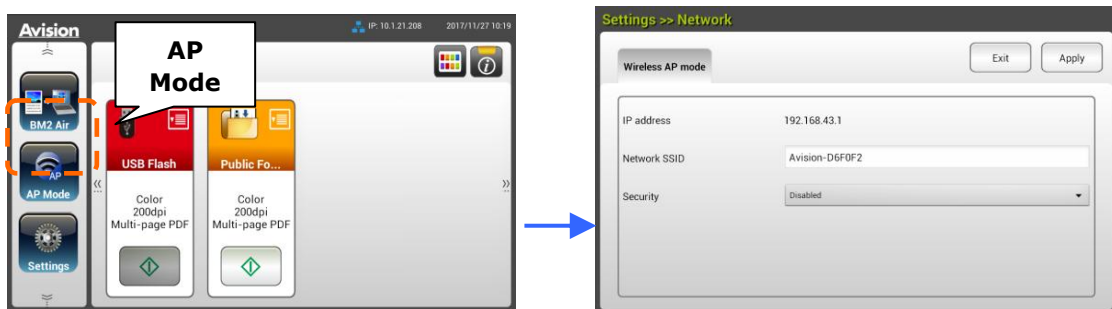 Avision
IP: 10.1.21.208
2017/11/27 10:19
AP
Mode
BM2 Air
AP
AP Mode
Settings
USB Flash
Color
200dpi
Multi-page PDF
Public Fo...
Color
200dpi
Multi-page PDF
Settings >> Network
Wireless AP mode
Exit
Apply
IP address 192.168.43.1
Network SSID Avision-D6F0F2
Security Disabled